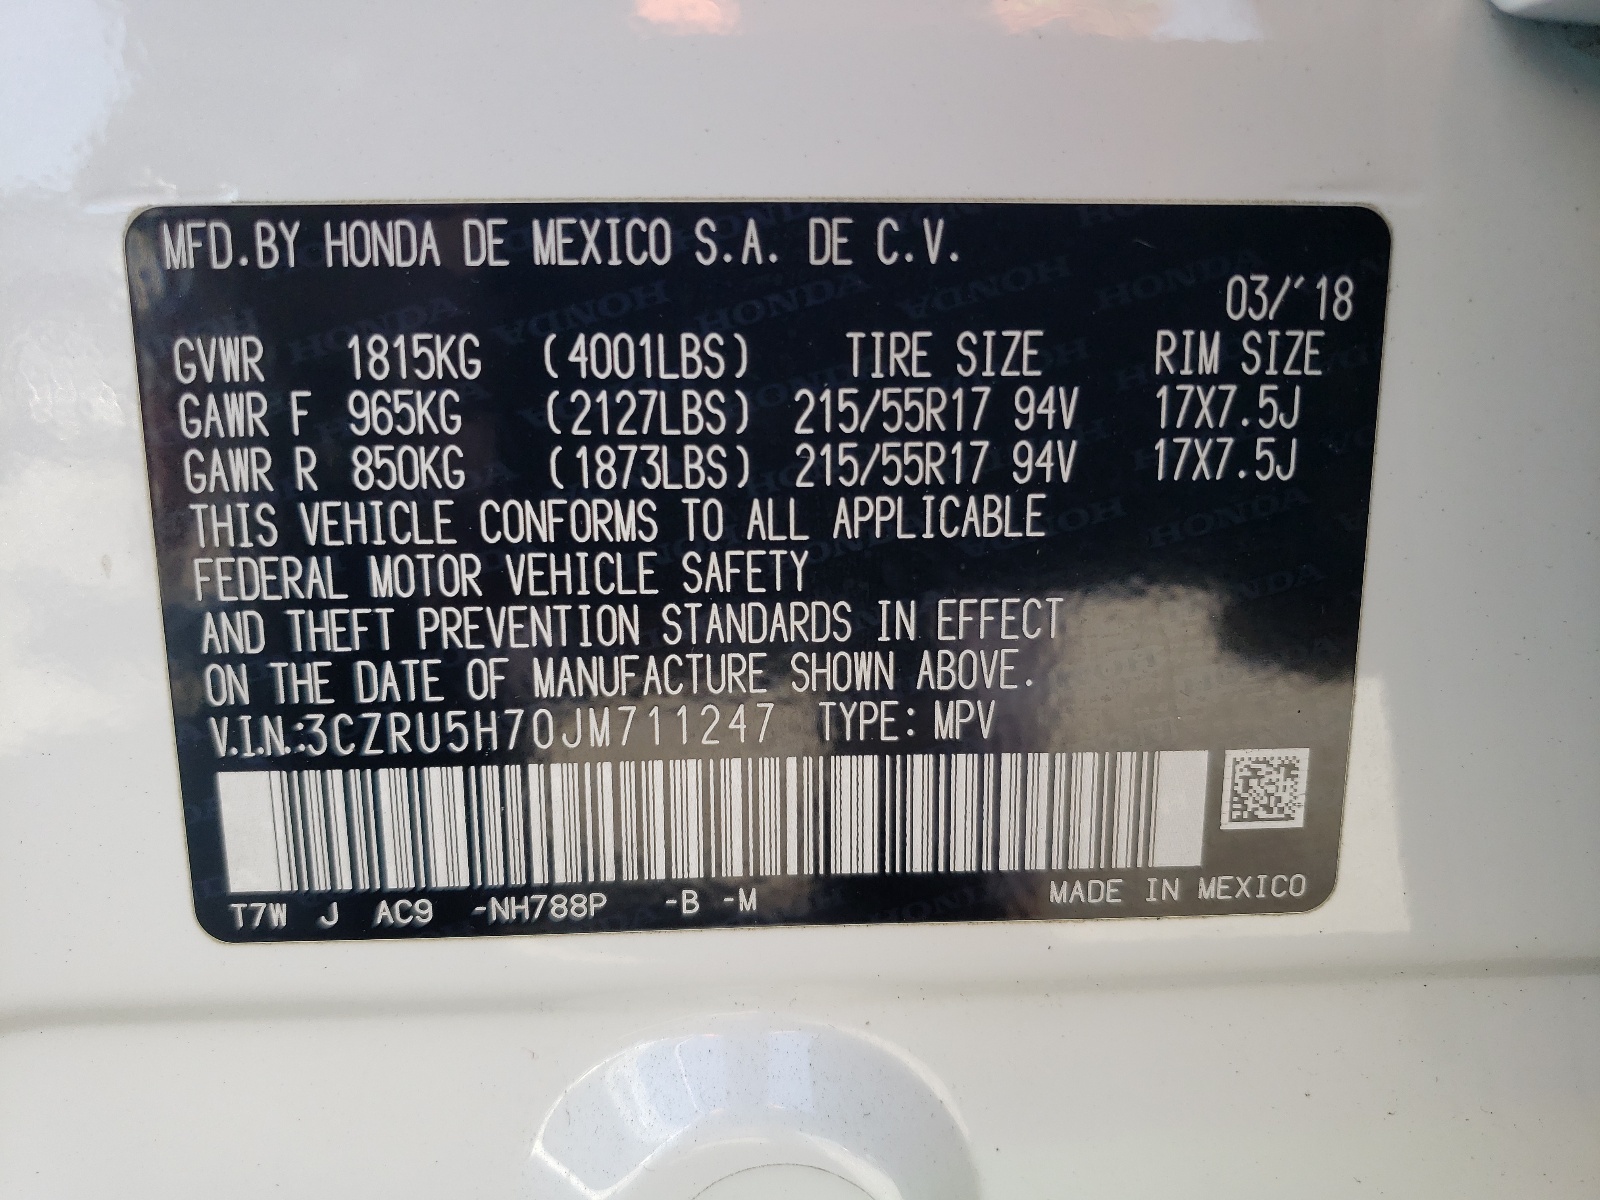 MFD.BY HONDA DE MEXICO S.A. DE C.V.
03/´18
GVWR 1815KG (4001LBS) TIRE SIZE RIM SIZE
GAWR F 965KG (2127LBS) 215/55R17 94V 17X7.5J
GAWR R 850KG (1873LBS) 215/55R17 94V 17X7.5J
THIS VEHICLE CONFORMS TO ALL APPLICABLE
FEDERAL MOTOR VEHICLE SAFETY
AND THEFT PREVENTION STANDARDS IN EFFECT
ON THE DATE OF MANUFACTURE SHOWN ABOVE.
V.I.N.:3CZRU5H70JM711247 TYPE: MPV
T7W J AC9 -NH788P -B -M MADE IN MEXICO